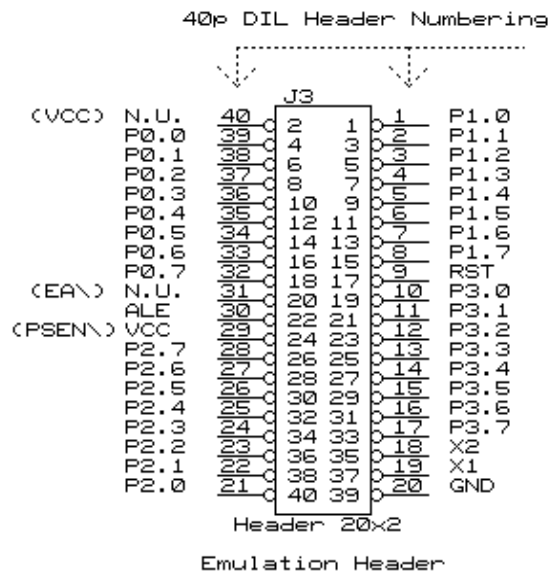 40p DIL Header Numbering
J3
(VCC) N.U. 40 2 1 1 P1.0
P0.0 39 4 3 2 P1.1
P0.1 38 6 5 3 P1.2
P0.2 37 8 7 4 P1.3
P0.3 36 10 9 5 P1.4
P0.4 35 12 11 6 P1.5
P0.5 34 14 13 7 P1.6
P0.6 33 16 15 8 P1.7
P0.7 32 18 17 9 RST
(EA\) N.U. 31 20 19 10 P3.0
ALE 30 22 21 11 P3.1
(PSEN\) VCC 29 24 23 12 P3.2
P2.7 28 26 25 13 P3.3
P2.6 27 28 27 14 P3.4
P2.5 26 30 29 15 P3.5
P2.4 25 32 31 16 P3.6
P2.3 24 34 33 17 P3.7
P2.2 23 36 35 18 X2
P2.1 22 38 37 19 X1
P2.0 21 40 39 20 GND
Header 20x2
Emulation Header